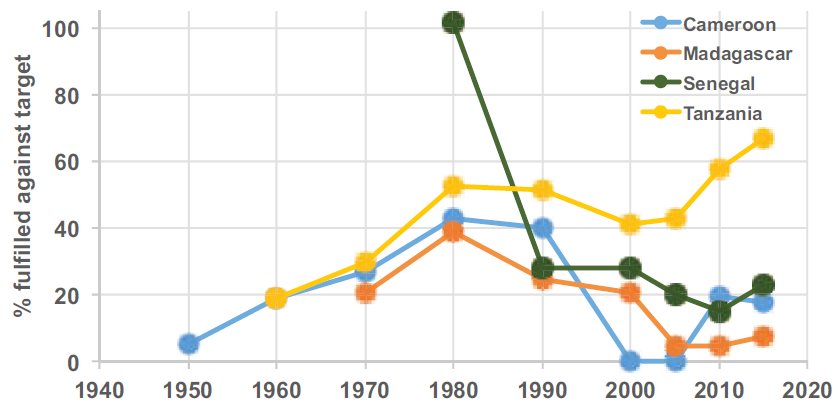 % fulfilled against target
100
80
60
40
20
0
1940 1950 1960 1970 1980 1990 2000 2010 2020
Cameroon
Madagascar
Senegal
Tanzania